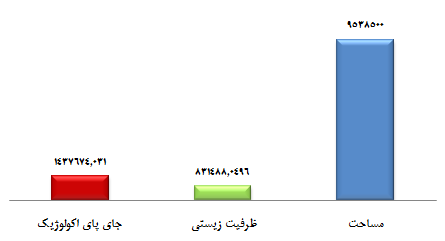 ۹۵۳۸۵۰۰
۸۳۱۴۸۸,۰۴۹۶
۱۴۳۷۶۷۴,۰۳۱
مساحت
ظرفیت زیستی
جای پای اکولوژیک